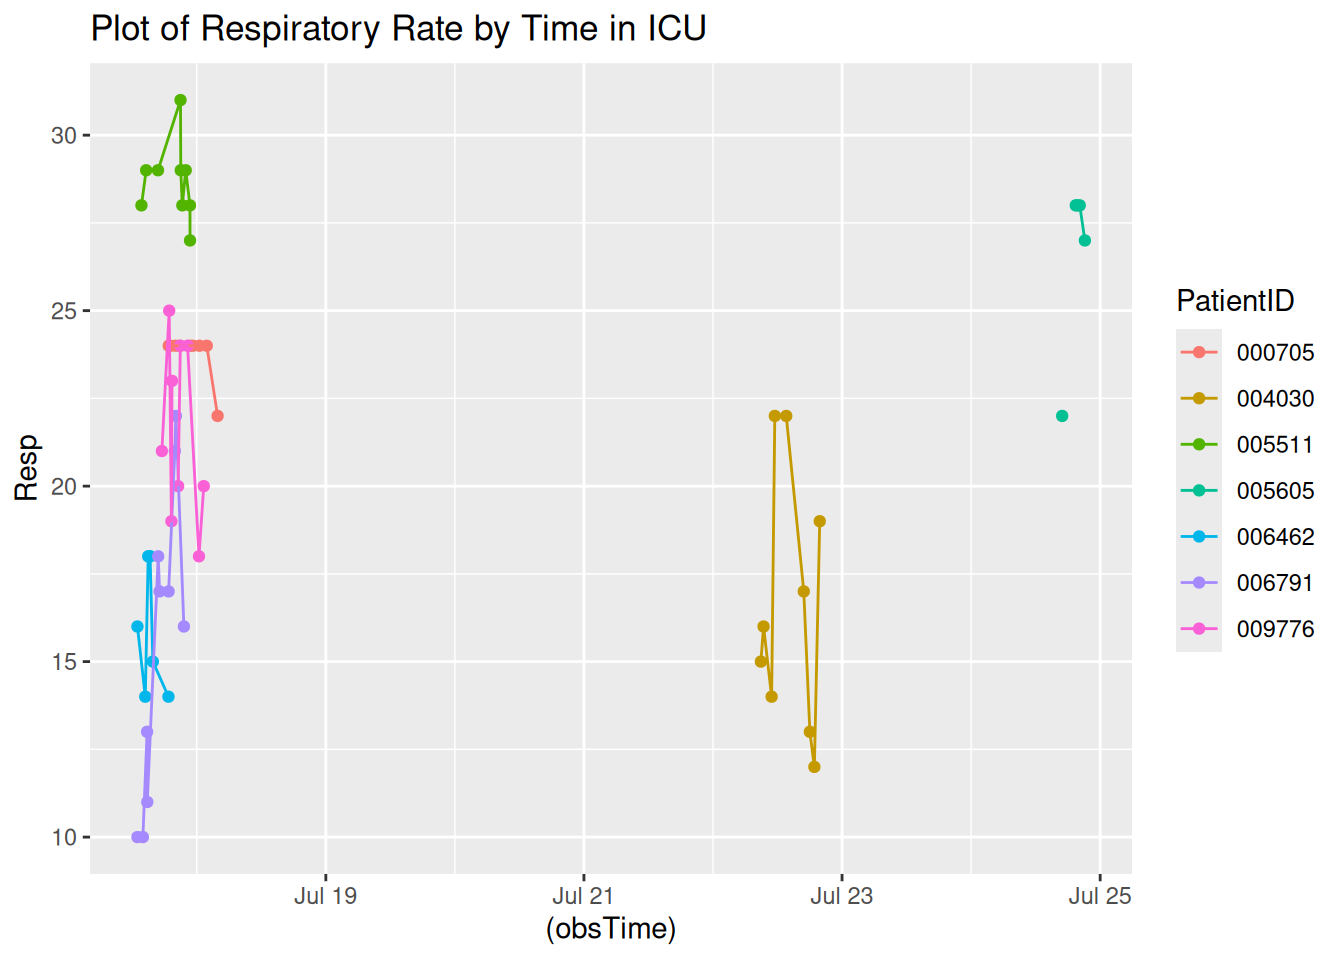 Plot of Respiratory Rate by Time in ICU
30
25
20
15
10
Resp
Jul 19
Jul 21
Jul 23
Jul 25
(obsTime)
PatientID
000705
004030
005511
005605
006462
006791
009776